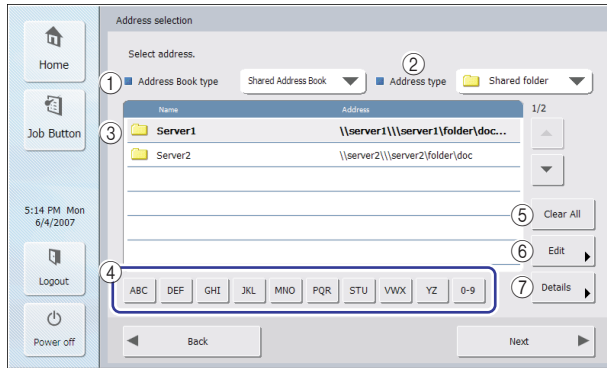 Address selection
Home
Select address.
②
① Address Book type Shared Address Book Address type Shared folder
Name Address 1/2
Job Button
③ Server1 \\server1\\\server1\folder\doc...
Server2 \\server2\\\server2\folder\doc
5:14 PM Mon
6/4/2007
⑤ Clear All
⑥ Edit
④
Logout
ABC DEF GHI JKL MNO PQR STU VWX YZ 0-9
⑦ Details
Power off
Back Next